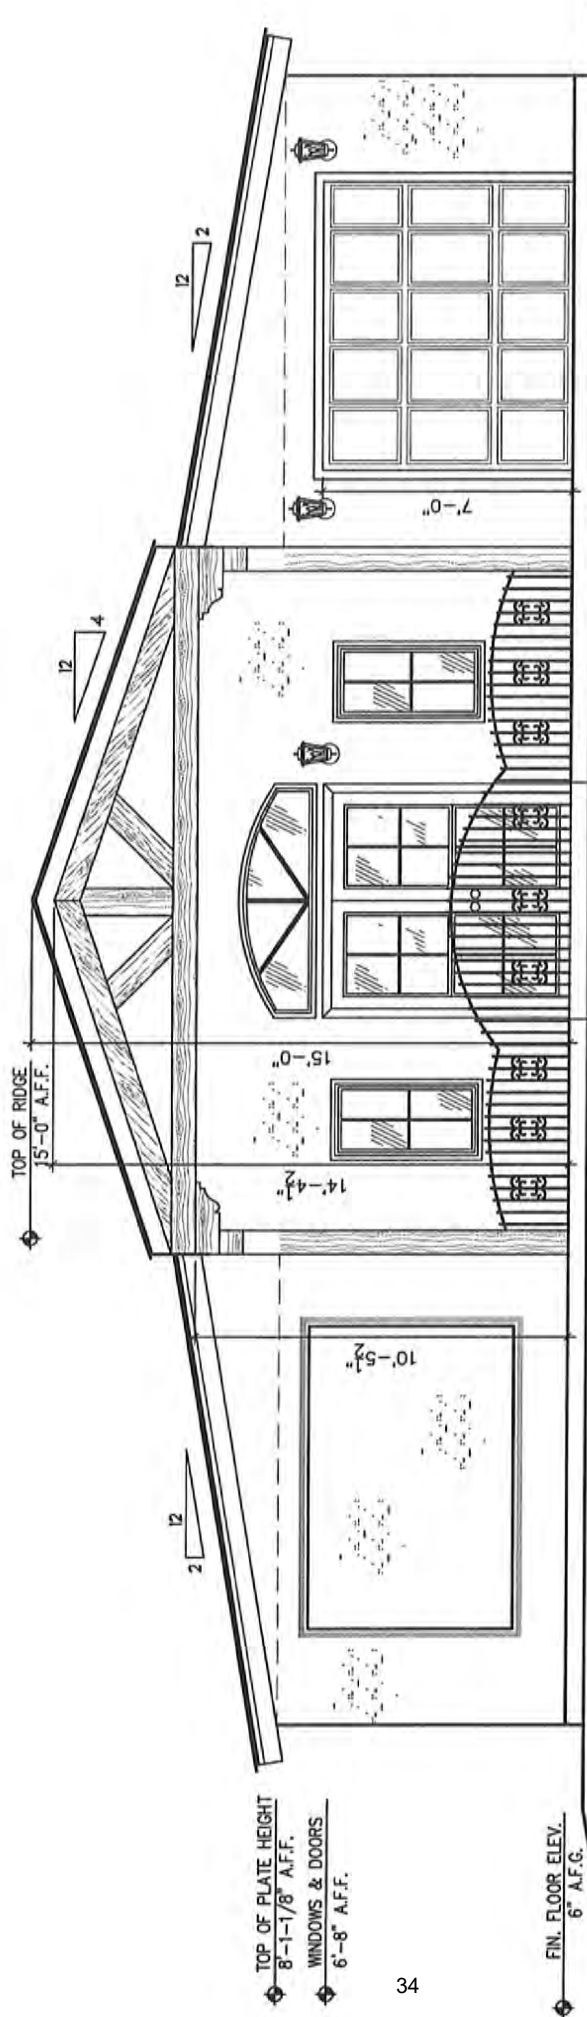 TOP OF RIDGE
15'-0" A.F.F.
12
4
12
2
12
2
15'-0"
14'-4½"
10'-5½"
7'-0"
TOP OF PLATE HEIGHT
8'-1-1/8" A.F.F.
WINDOWS & DOORS
6'-8" A.F.F.
FIN. FLOOR ELEV.
6" A.F.G.
34